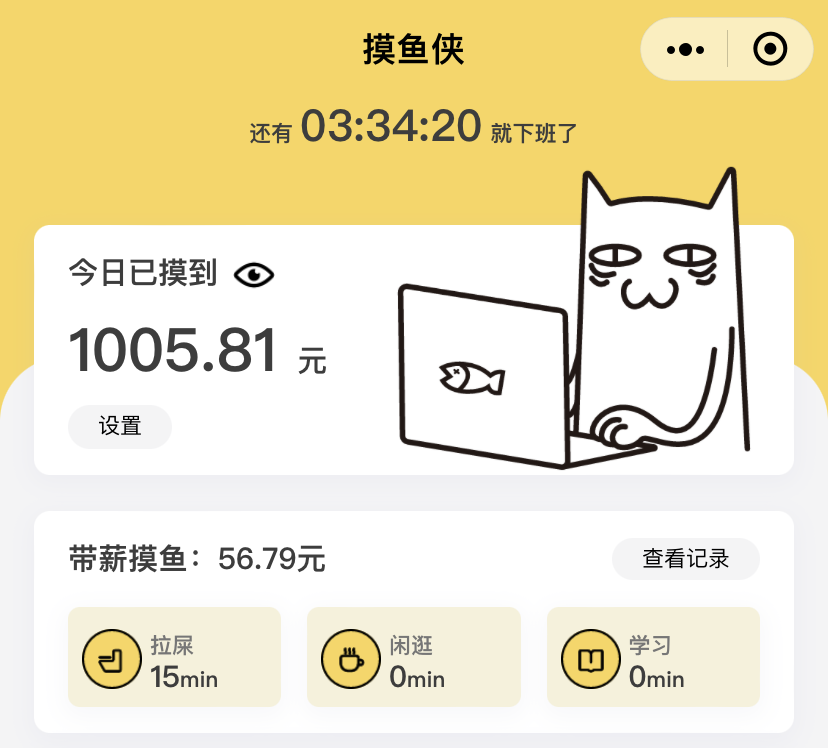 摸鱼侠
还有 03:34:20 就下班了
今日已摸到
1005.81 元
设置
带薪摸鱼：56.79元
查看记录
拉屎
15min
闲逛
0min
学习
0min